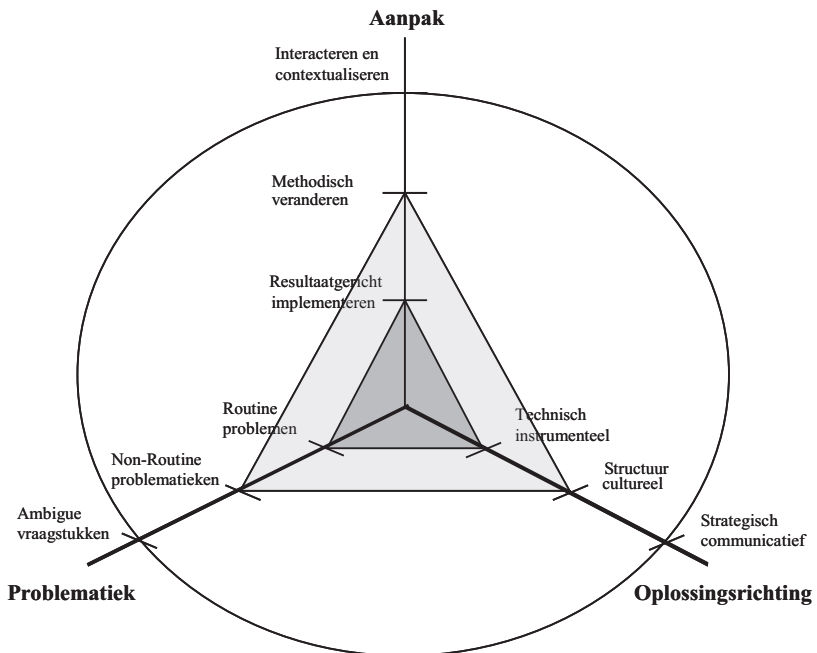 Aanpak
Interacteren en
contextualiseren
Methodisch
veranderen
Resultaatgericht
implementeren
Routine
problemen
Technisch
instrumenteel
Non-Routine
problematieken
Structuur
cultureel
Ambigue
vraagstukken
Strategisch
communicatief
Problematiek
Oplossingsrichting